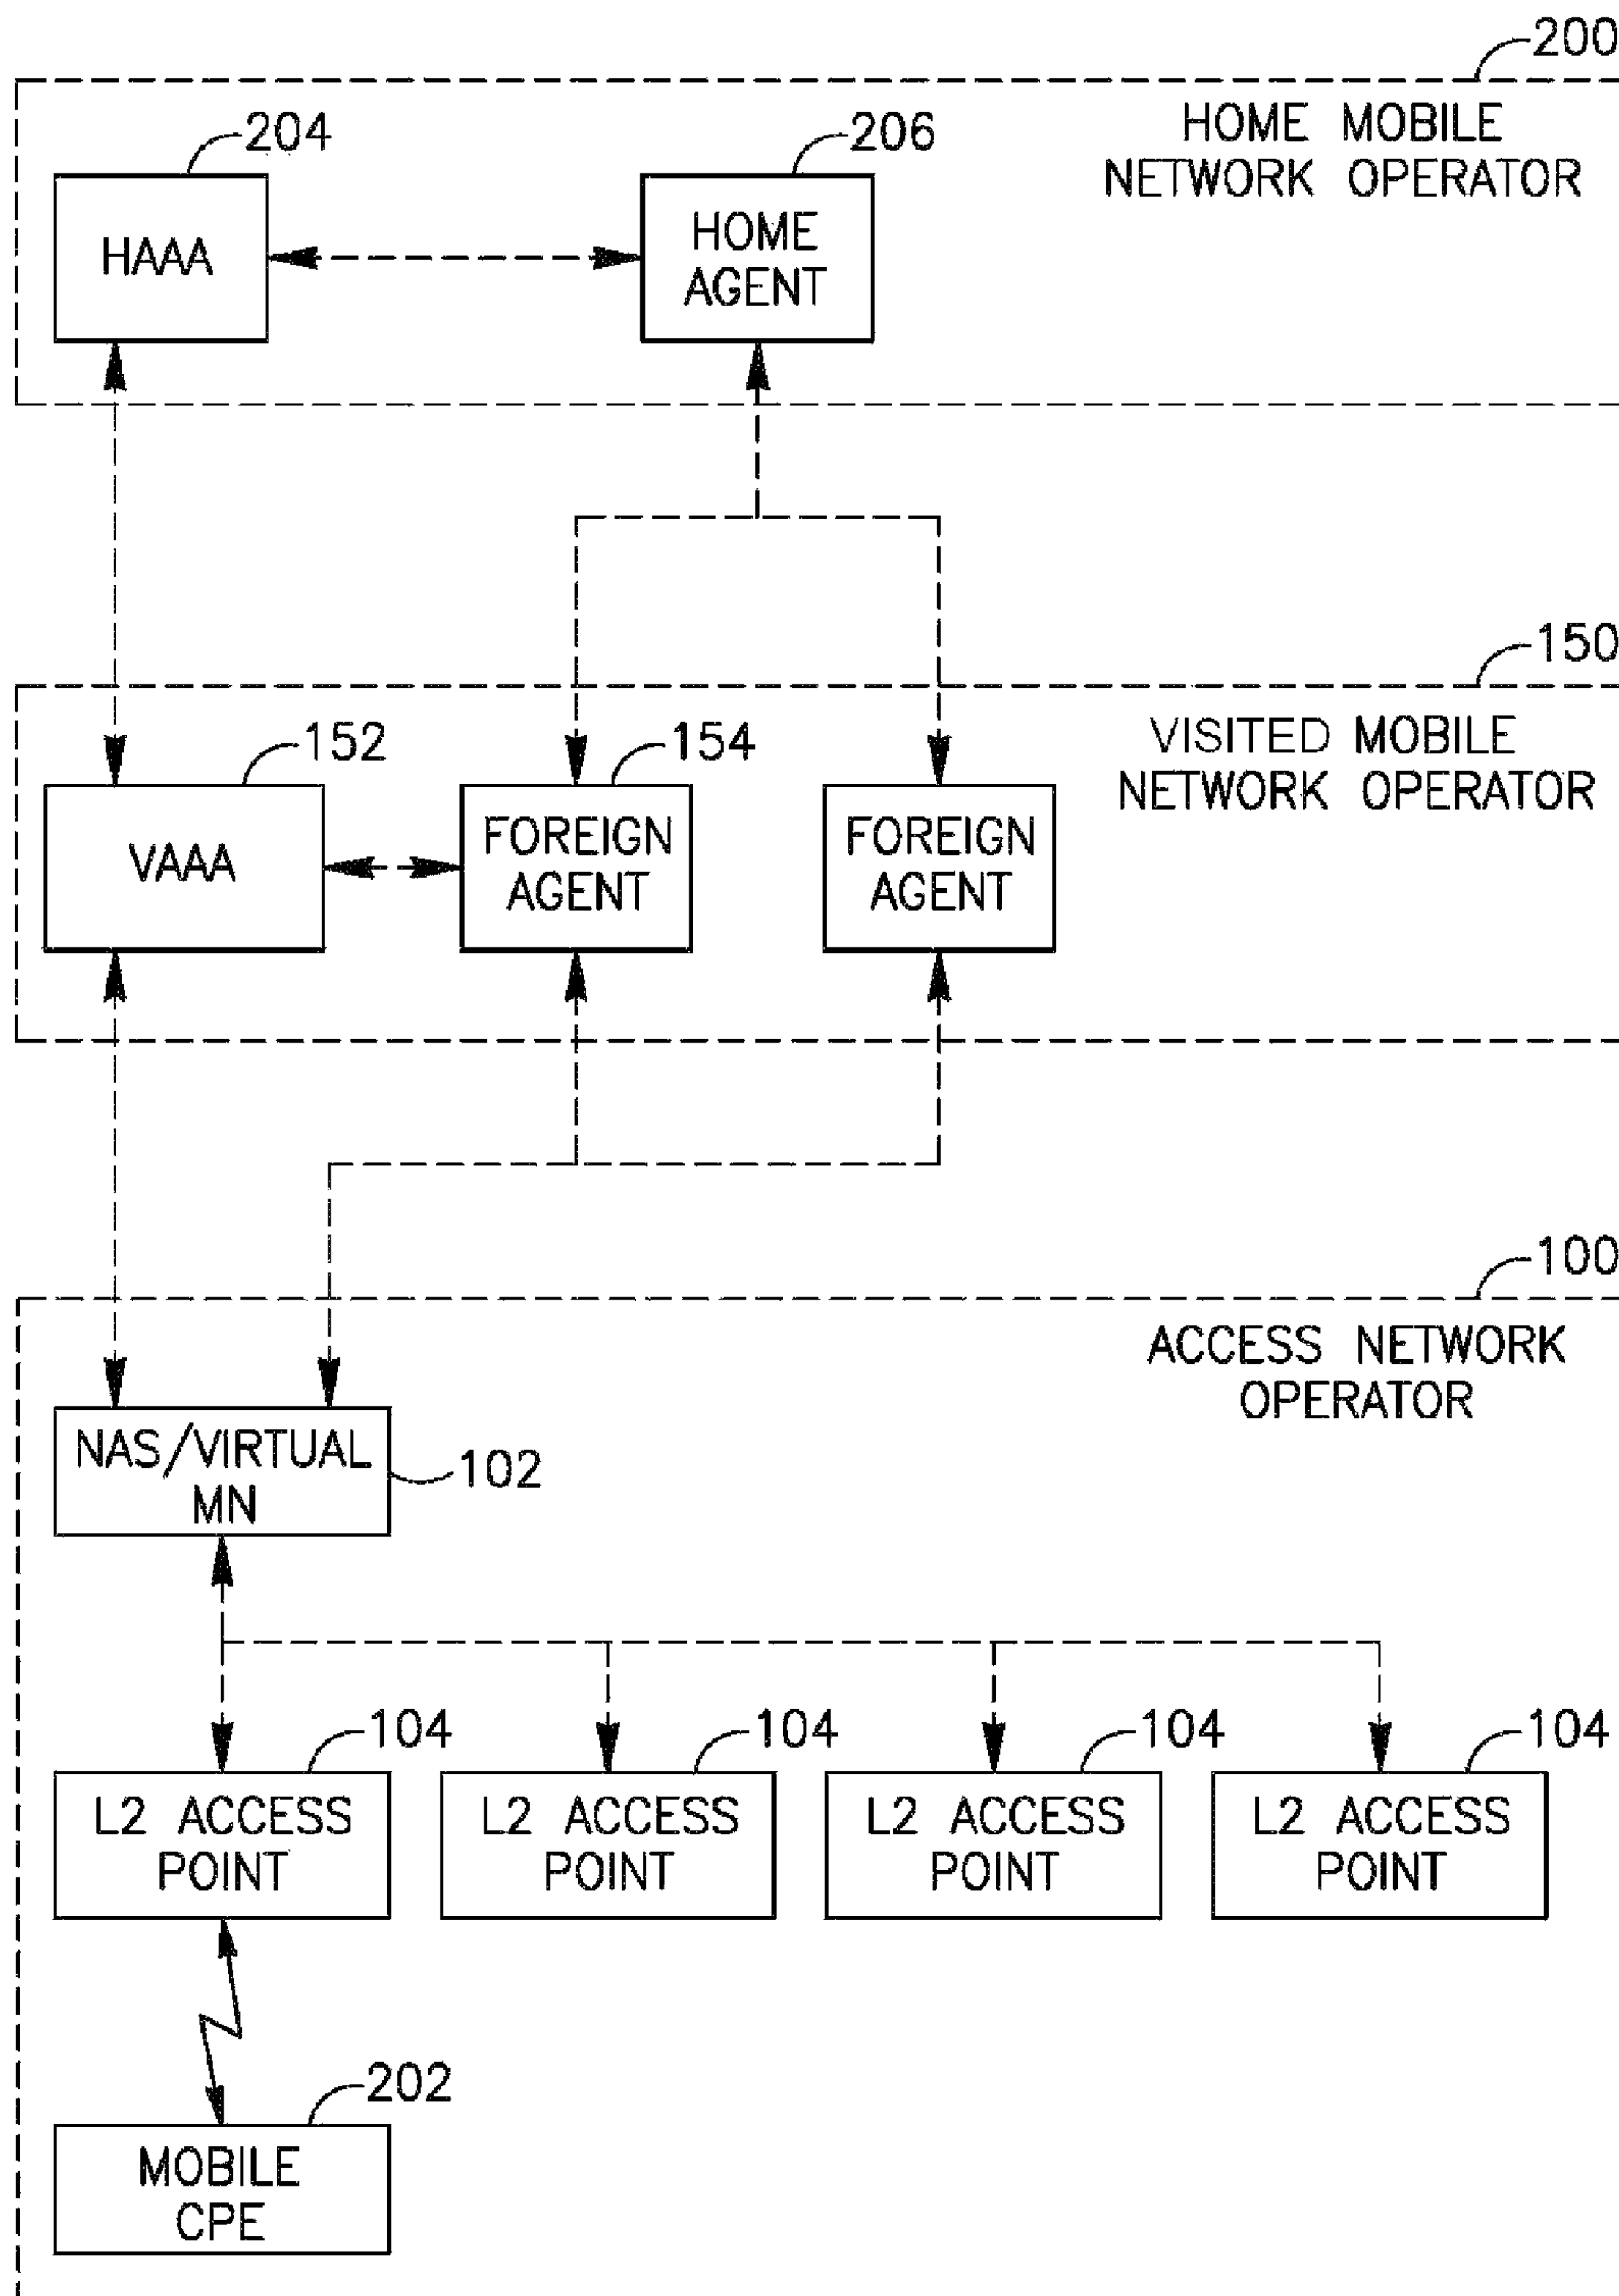 200
HOME MOBILE
NETWORK OPERATOR
204
206
HAAA
HOME
AGENT
150
VISITED MOBILE
NETWORK OPERATOR
152
154
VAAA
FOREIGN
AGENT
FOREIGN
AGENT
100
ACCESS NETWORK
OPERATOR
NAS/VIRTUAL
MN
102
104
104
104
104
L2 ACCESS
POINT
L2 ACCESS
POINT
L2 ACCESS
POINT
L2 ACCESS
POINT
202
MOBILE
CPE